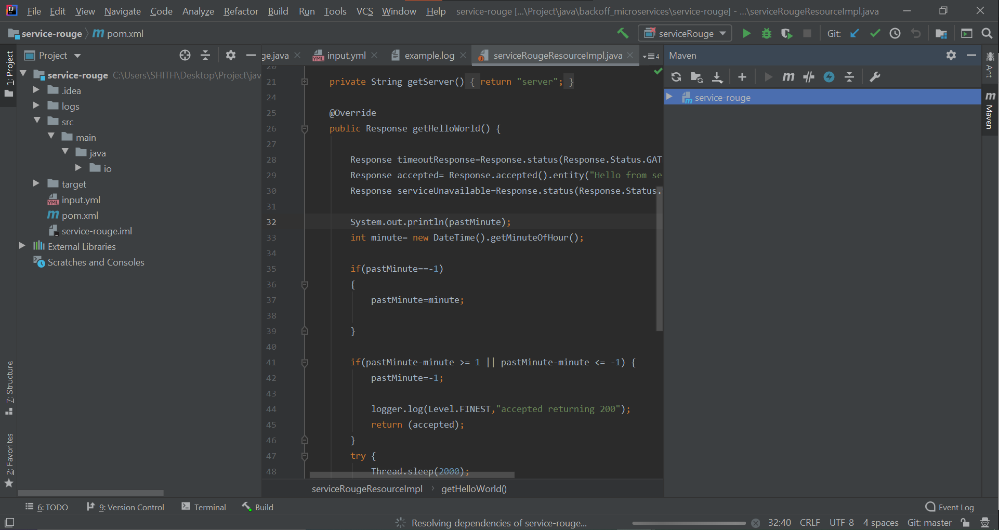 File Edit View Navigate Code Analyze Refactor Build Run Tools VCS Window Help service-rouge [...\Project\java\backoff_microservices\service-rouge] - ...\serviceRougeResourceImpl.java
service-rouge pom.xml serviceRouge Git:
1: Project
7: Structure
2: Favorites
Project
service-rouge C:\Users\SHITH\Desktop\Project\jav
.idea
logs
src
main
java
io
target
input.yml
pom.xml
service-rouge.iml
External Libraries
Scratches and Consoles
ge.java input.yml example.log serviceRougeResourceImpl.java 4
20
21 private String getServer() { return "server"; }
24
25 @Override
26 public Response getHelloWorld() {
27
28 Response timeoutResponse=Response.status(Response.Status.GAT
29 Response accepted= Response.accepted().entity("Hello from se
30 Response serviceUnavailable=Response.status(Response.Status.
31
32 System.out.println(pastMinute);
33 int minute= new DateTime().getMinuteOfHour();
34
35 if(pastMinute==-1)
36 {
37 pastMinute=minute;
38
39 }
40
41 if(pastMinute-minute >= 1 || pastMinute-minute <= -1) {
42 pastMinute=-1;
43
44 logger.log(Level.FINEST,"accepted returning 200");
45 return (accepted);
46 }
47 try {
48 Thread.sleep(2000);
serviceRougeResourceImpl getHelloWorld()
Maven
service-rouge
Ant
Maven
6: TODO 9: Version Control Terminal Build Event Log
Resolving dependencies of service-rouge... 32:40 CRLF UTF-8 4 spaces Git: master